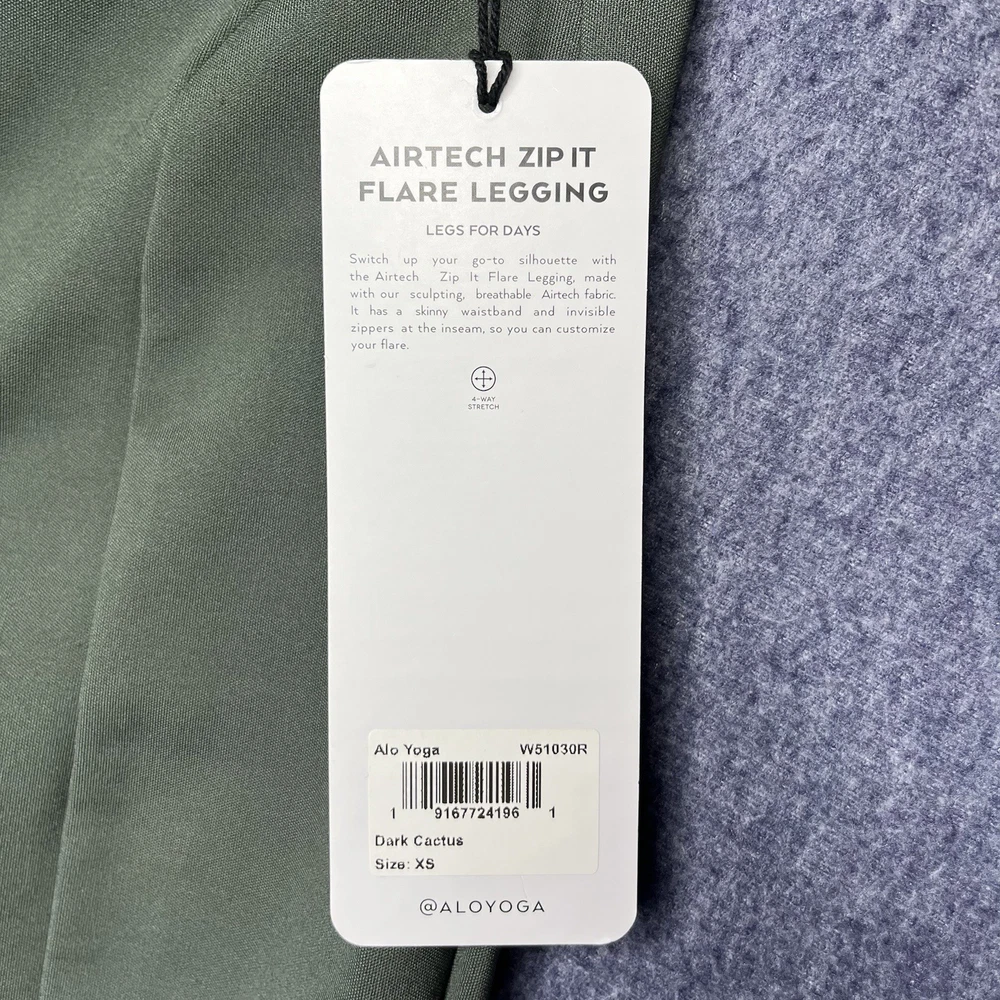 AIRTECH ZIP IT
FLARE LEGGING
LEGS FOR DAYS
Switch up your go-to silhouette with
the Airtech Zip It Flare Legging, made
with our sculpting, breathable Airtech fabric.
It has a skinny waistband and invisible
zippers at the inseam, so you can customize
your flare.
4-WAY
STRETCH
Alo Yoga W51030R
1 9167724196 1
Dark Cactus
Size: XS
@ALOYOGA